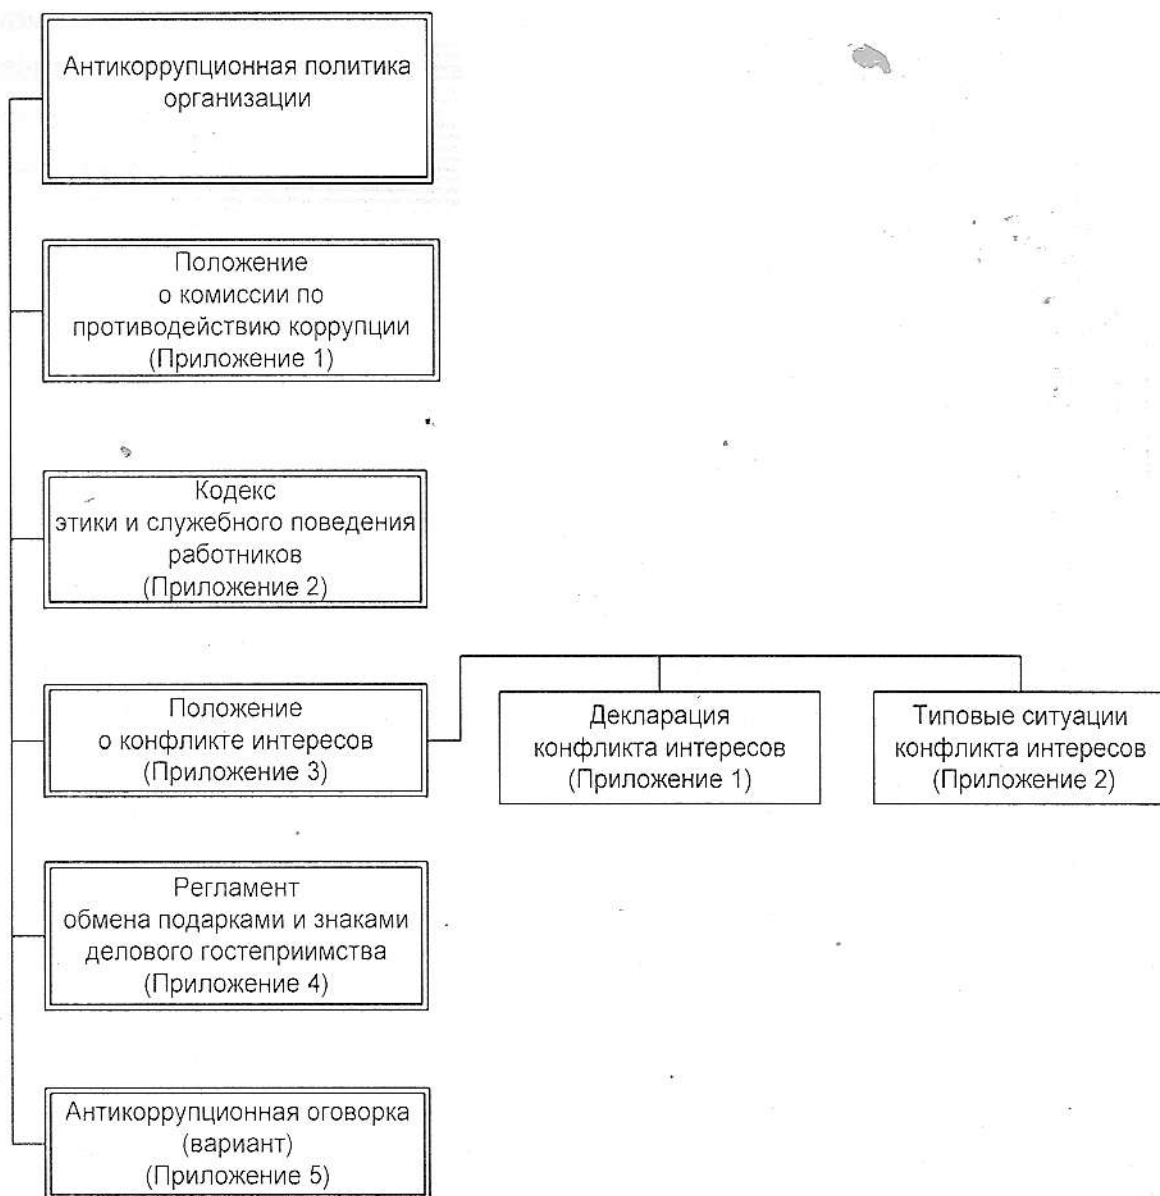 Антикоррупционная политика
организации
Положение
о комиссии по
противодействию коррупции
(Приложение 1)
Кодекс
этики и служебного поведения
работников
(Приложение 2)
Положение
о конфликте интересов
(Приложение 3)
Декларация
конфликта интересов
(Приложение 1)
Типовые ситуации
конфликта интересов
(Приложение 2)
Регламент
обмена подарками и знаками
делового гостеприимства
(Приложение 4)
Антикоррупционная оговорка
(вариант)
(Приложение 5)